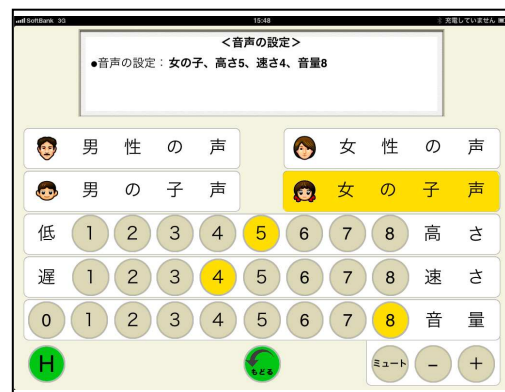 SoftBank 3G 15:48 充電していません
<音声の設定>
●音声の設定：女の子、高さ5、速さ4、音量8
男性の声 女性の声
男の子声 女の子声
低 1 2 3 4 5 6 7 8 高さ
遅 1 2 3 4 5 6 7 8 速さ
0 1 2 3 4 5 6 7 8 音量
H もどる ミュート - +